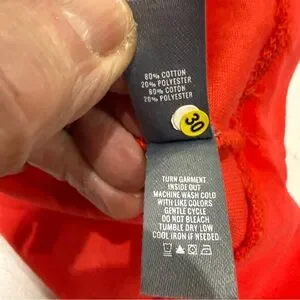 80% COTTON
20% POLYESTER
80% COTON
20% POLYESTER
30
TURN GARMENT
INSIDE OUT
MACHINE WASH COLD
WITH LIKE COLORS
GENTLE CYCLE
DO NOT BLEACH
TUMBLE DRY LOW
COOL IRON IF NEEDED.